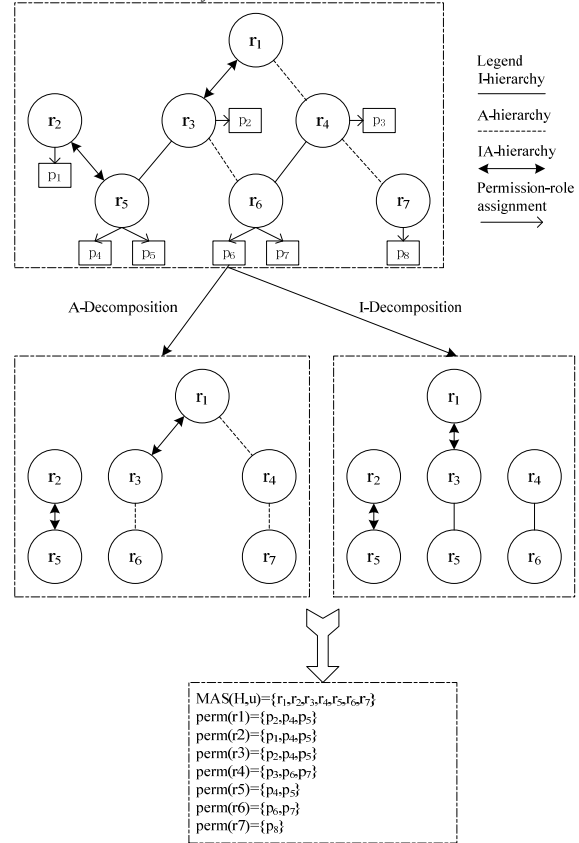 r1
Legend
I-hierarchy
A-hierarchy
IA-hierarchy
Permission-role
assignment
r2
r3
p2
r4
p3
p1
r5
r6
r7
p4
p5
p6
p7
p8
A-Decomposition
I-Decomposition
r1
r2
r3
r4
r5
r6
r7
r1
r2
r3
r4
r5
r5
r6
MAS(H,u)={r1,r2,r3,r4,r5,r6,r7}
perm(r1)={p2,p4,p5}
perm(r2)={p1,p4,p5}
perm(r3)={p2,p4,p5}
perm(r4)={p3,p6,p7}
perm(r5)={p4,p5}
perm(r6)={p6,p7}
perm(r7)={p8}